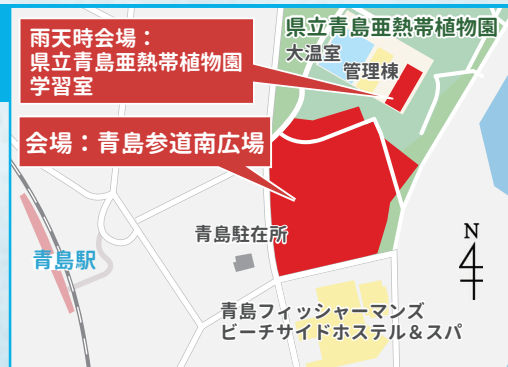 雨天時会場：
県立青島亜熱帯植物園
学習室
県立青島亜熱帯植物園
大温室
管理棟
会場：青島参道南広場
青島駐在所
青島駅
N
青島フィッシャーマンズ
ビーチサイドホステル＆スパ